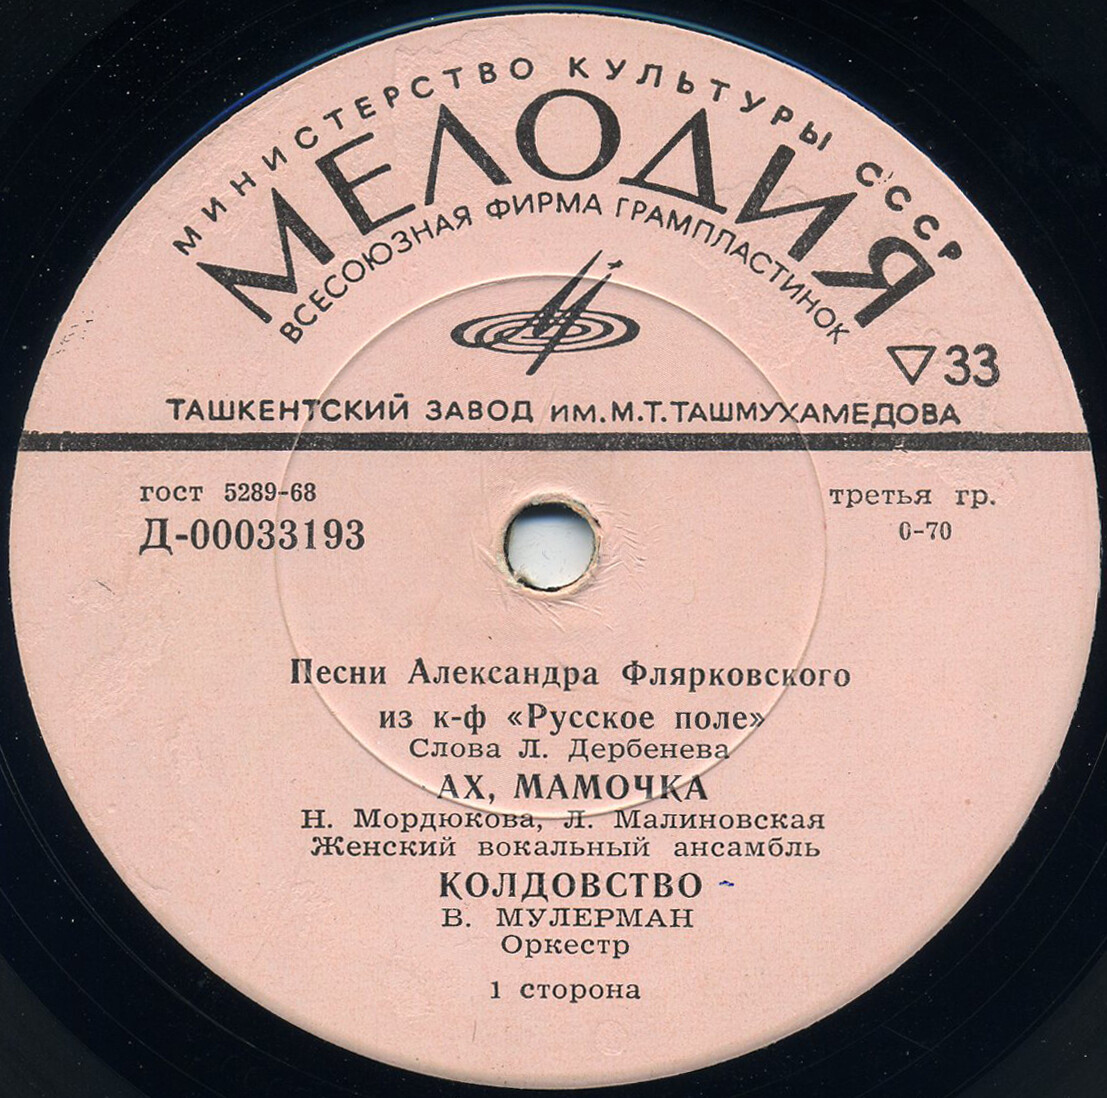 МИНИСТЕРСТВО КУЛЬТУРЫ СССР
МЕЛОДИЯ
ВСЕСОЮЗНАЯ ФИРМА ГРАМПЛАСТИНОК
33
ТАШКЕНТСКИЙ ЗАВОД ИМ. М.Т. ТАШМУХАМЕДОВА
гост 5289-68
третья гр.
Д-00033193
0-70
Песни Александра Флярковского
из к-ф «Русское поле»
Слова Л. Дербенева
АХ, МАМОЧКА
Н. Мордюкова, Л. Малиновская
Женский вокальный ансамбль
КОЛДОВСТВО
В. МУЛЕРМАН
Оркестр
1 сторона